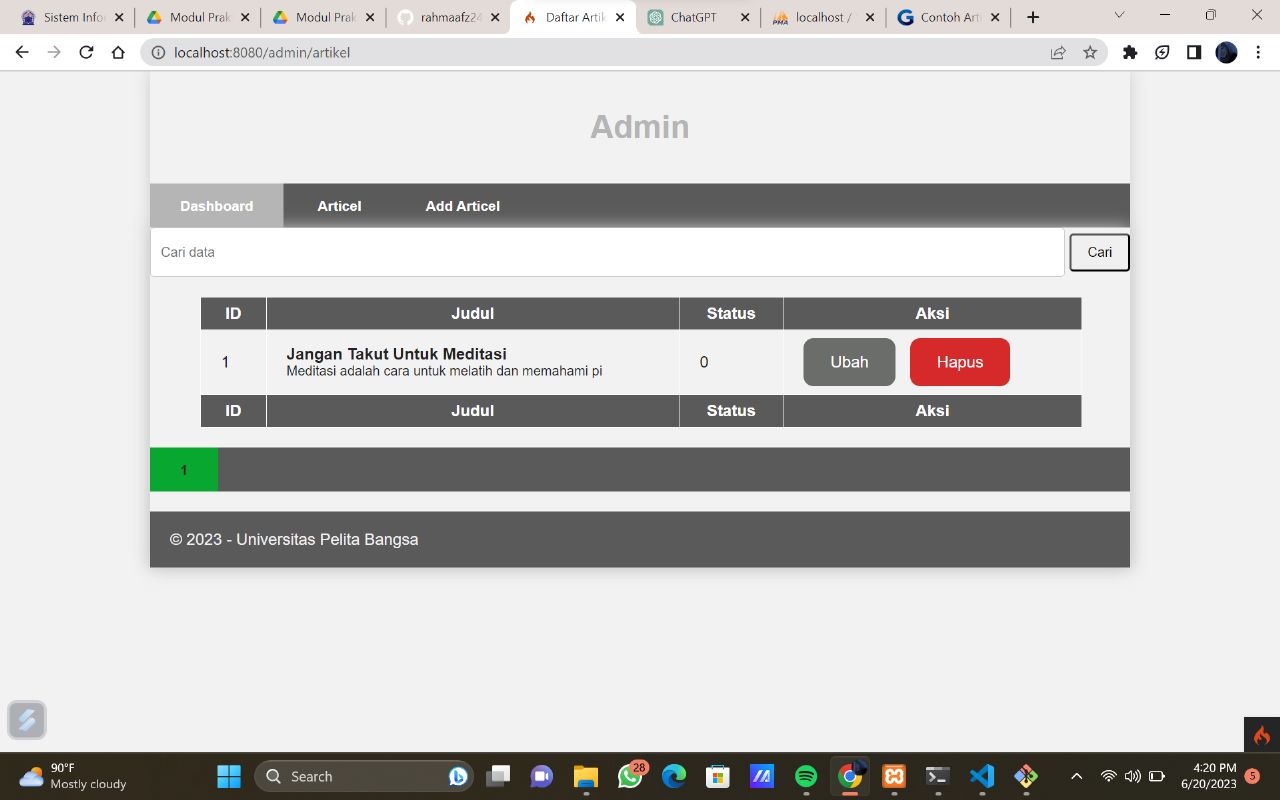 Sistem Infor
Modul Prak
Modul Prak
rahmaafz24
Daftar Artik
ChatGPT
localhost /
Contoh Arti
localhost:8080/admin/artikel
Admin
Dashboard Articel Add Articel
Cari data Cari
ID Judul Status Aksi
1 Jangan Takut Untuk Meditasi 0 Ubah Hapus
Meditasi adalah cara untuk melatih dan memahami pi
ID Judul Status Aksi
1
© 2023 - Universitas Pelita Bangsa
90°F
Mostly cloudy
Search
28
4:20 PM
6/20/2023
5